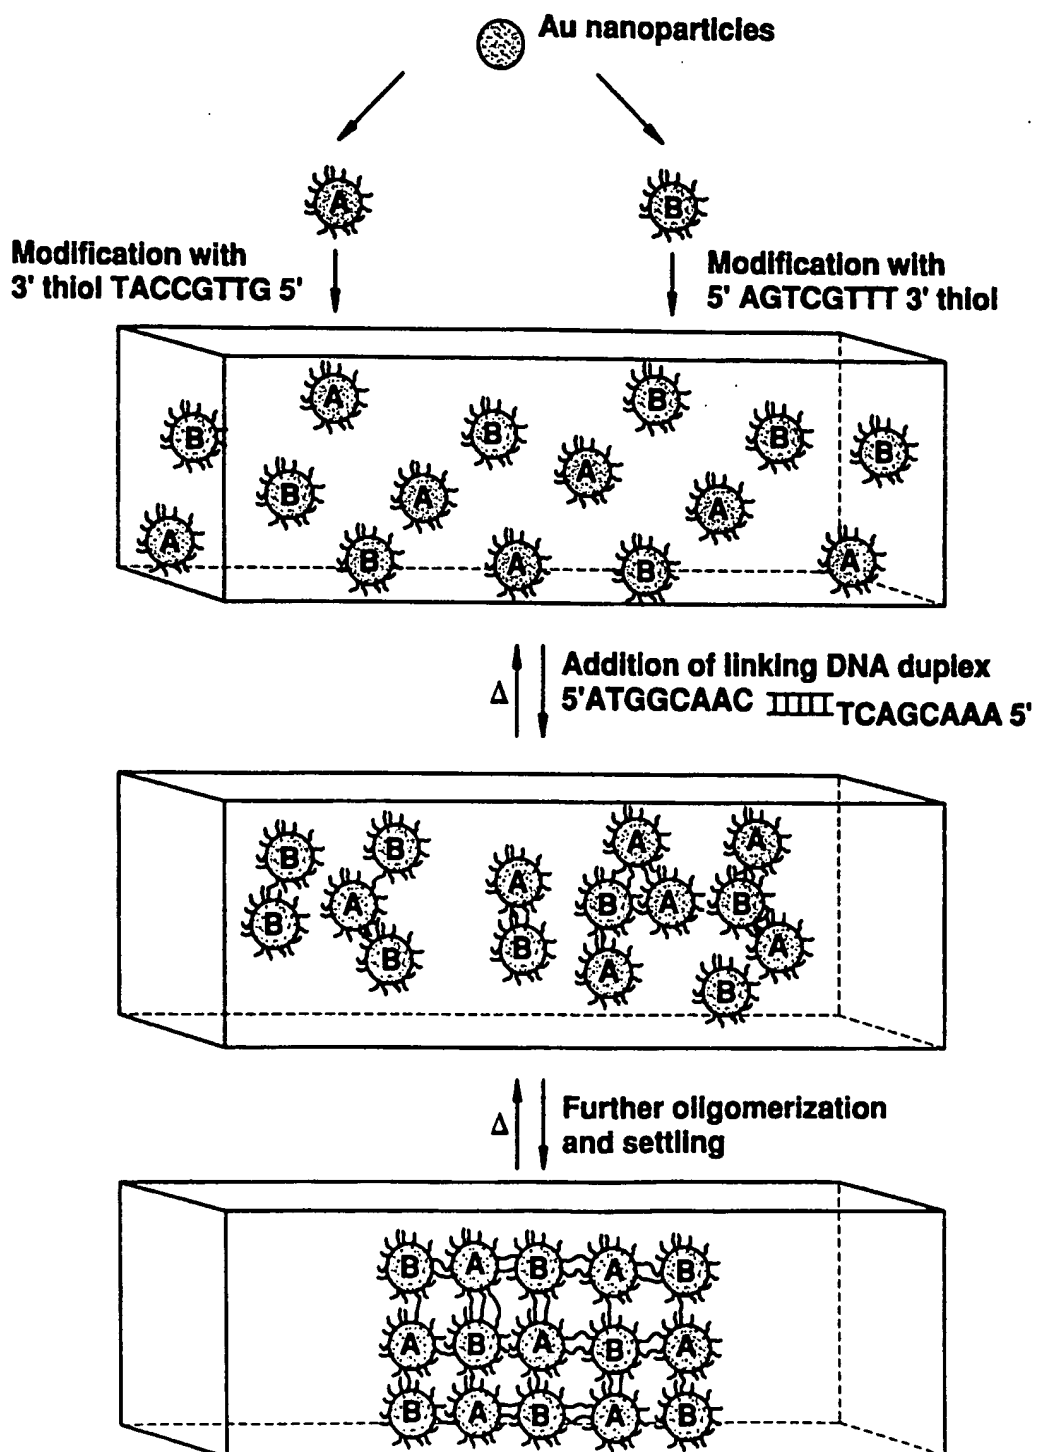 Au nanoparticles
A
B
Modification with
3' thiol TACCGTTG 5'
Modification with
5' AGTCGTTT 3' thiol
A
B
B
B
B
B
A
B
A
A
A
B
A
B
A
Δ
Addition of linking DNA duplex
5'ATGGCAAC
TCAGCAAA 5'
B
B
A
A
A
B
A
B
A
B
B
B
A
A
B
Δ
Further oligomerization
and settling
B A B A B
A B A B A
B A B A B